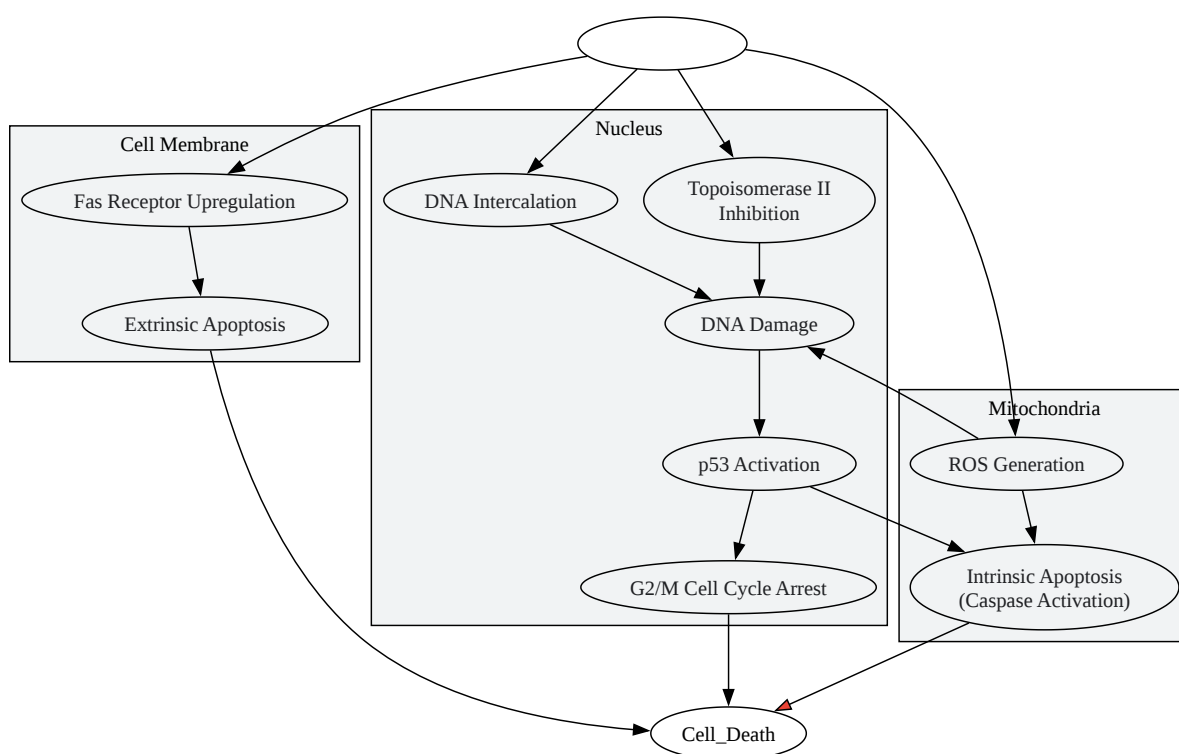 Cell Membrane
Fas Receptor Upregulation
Extrinsic Apoptosis
Nucleus
DNA Intercalation
Topoisomerase II
Inhibition
DNA Damage
p53 Activation
G2/M Cell Cycle Arrest
Mitochondria
ROS Generation
Intrinsic Apoptosis
(Caspase Activation)
Cell_Death